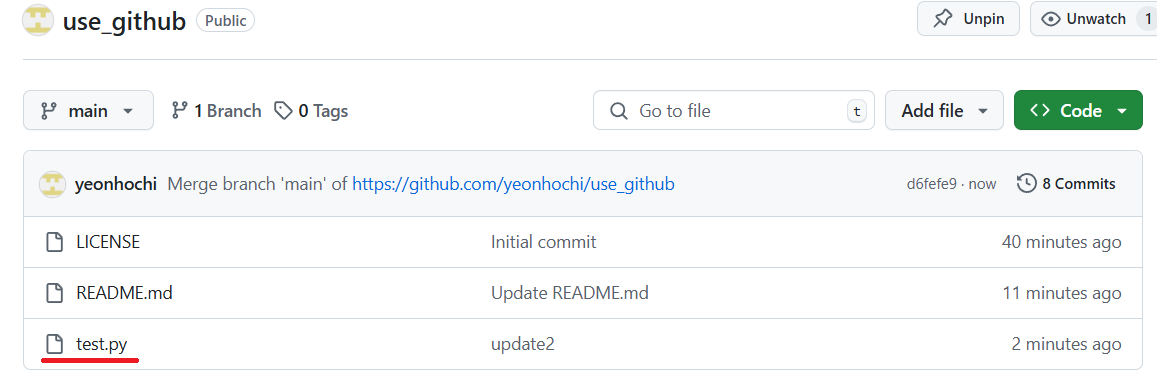 use_github Public Unpin Unwatch 1
main 1 Branch 0 Tags Go to file t Add file Code
yeonhochi Merge branch 'main' of https://github.com/yeonhochi/use_github d6fefe9 · now 8 Commits
LICENSE Initial commit 40 minutes ago
README.md Update README.md 11 minutes ago
test.py update2 2 minutes ago